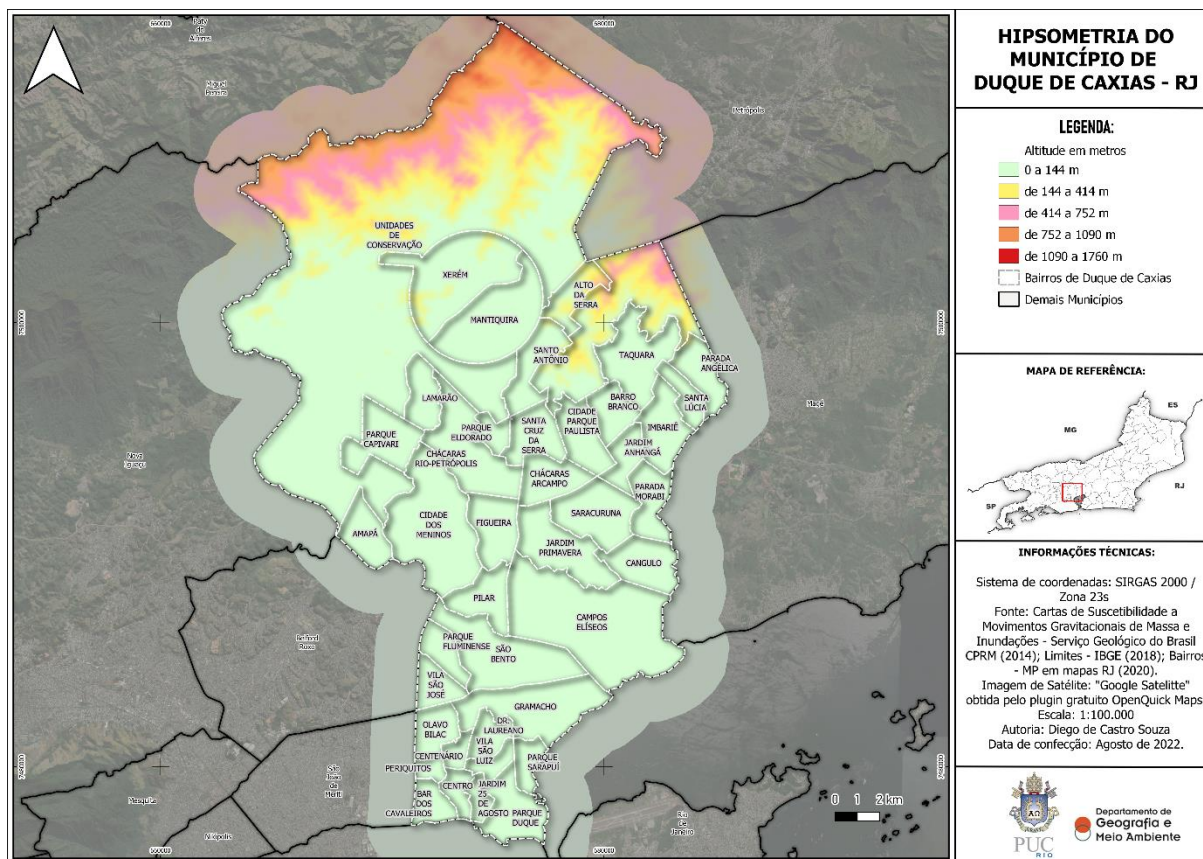 HIPSOMETRIA DO
MUNICÍPIO DE
DUQUE DE CAXIAS - RJ
LEGENDA:
Altitude em metros
0 a 144 m
de 144 a 414 m
de 414 a 752 m
de 752 a 1090 m
de 1090 a 1760 m
Bairros de Duque de Caxias
Demais Municípios
MAPA DE REFERÊNCIA:
ES
MG
RJ
SP
INFORMAÇÕES TÉCNICAS:
Sistema de coordenadas: SIRGAS 2000 /
Zona 23s
Fonte: Cartas de Suscetibilidade a
Movimentos Gravitacionais de Massa e
Inundações - Serviço Geológico do Brasil
CPRM (2014); Limites - IBGE (2018); Bairros
- MP em mapas RJ (2020).
Imagem de Satélite: "Google Satelitte"
obtida pelo plugin gratuito OpenQuick Maps
Escala: 1:100.000
Autoria: Diego de Castro Souza
Data de confecção: Agosto de 2022.
PUC
RIO
Departamento de
Geografia e
Meio Ambiente
660000
680000
Paty
do
Alferes
Miguel
Pereira
Petrópolis
UNIDADES
DE
CONSERVAÇÃO
XERÉM
MANTIQUIRA
ALTO
DA
SERRA
SANTO
ANTÔNIO
TAQUARA
PARADA
ANGÉLICA
LAMARÃO
BARRO
BRANCO
SANTA
LÚCIA
Magé
PARQUE
CAPIVARI
PARQUE
ELDORADO
SANTA
CRUZ
DA
SERRA
CIDADE
PARQUE
PAULISTA
IMBARIÊ
Nova
Iguaçu
CHÁCARAS
RIO-PETRÓPOLIS
JARDIM
ANHANGÁ
CHÁCARAS
ARCAMPO
PARADA
MORABI
AMAPÁ
CIDADE
DOS
MENINOS
FIGUEIRA
SARACURUNA
JARDIM
PRIMAVERA
CANGULO
PILAR
CAMPOS
ELÍSEOS
Belford
Roxo
PARQUE
FLUMINENSE
SÃO
BENTO
VILA
SÃO
JOSÉ
GRAMACHO
OLAVO
BILAC
DR.
LAUREANO
VILA
SÃO
LUIZ
CENTENÁRIO
PARQUE
SARAPUÍ
PERIQUITOS
São
João
de
Meriti
CENTRO
JARDIM
25
DE
AGOSTO
BAR
DOS
CAVALEIROS
PARQUE
DUQUE
Mesquita
Nilópolis
Rio
de
Janeiro
0 1 2 km
660000
680000